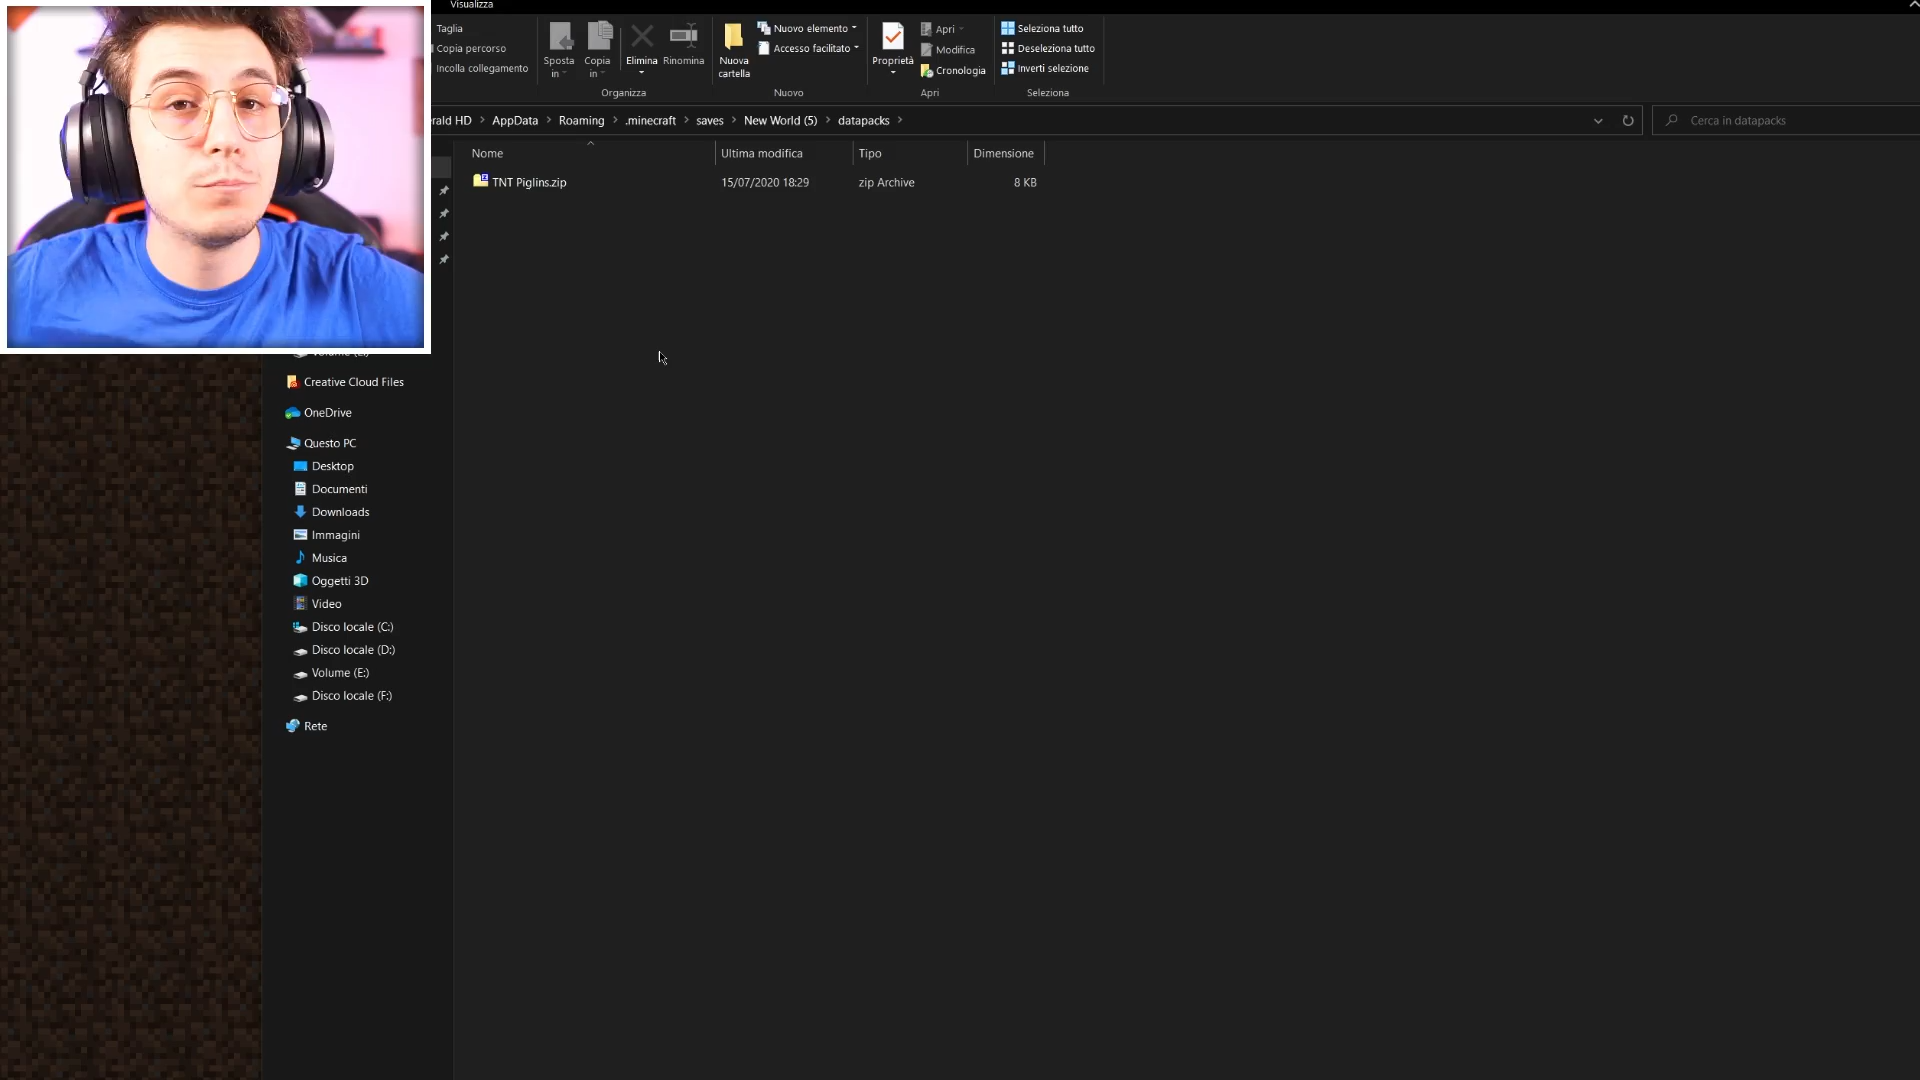 Visualizza
Taglia
Copia percorso
Incolla collegamento
Sposta in
Copia in
Elimina
Rinomina
Organizza
Nuova cartella
Nuovo elemento
Accesso facilitato
Nuovo
Proprietà
Apri
Modifica
Cronologia
Apri
Seleziona tutto
Deseleziona tutto
Inverti selezione
Seleziona
erald HD > AppData > Roaming > .minecraft > saves > New World (5) > datapacks >
Cerca in datapacks
Nome Ultima modifica Tipo Dimensione
TNT Piglins.zip 15/07/2020 18:29 zip Archive 8 KB
Creative Cloud Files
OneDrive
Questo PC
Desktop
Documenti
Downloads
Immagini
Musica
Oggetti 3D
Video
Disco locale (C:)
Disco locale (D:)
Volume (E:)
Disco locale (F:)
Rete